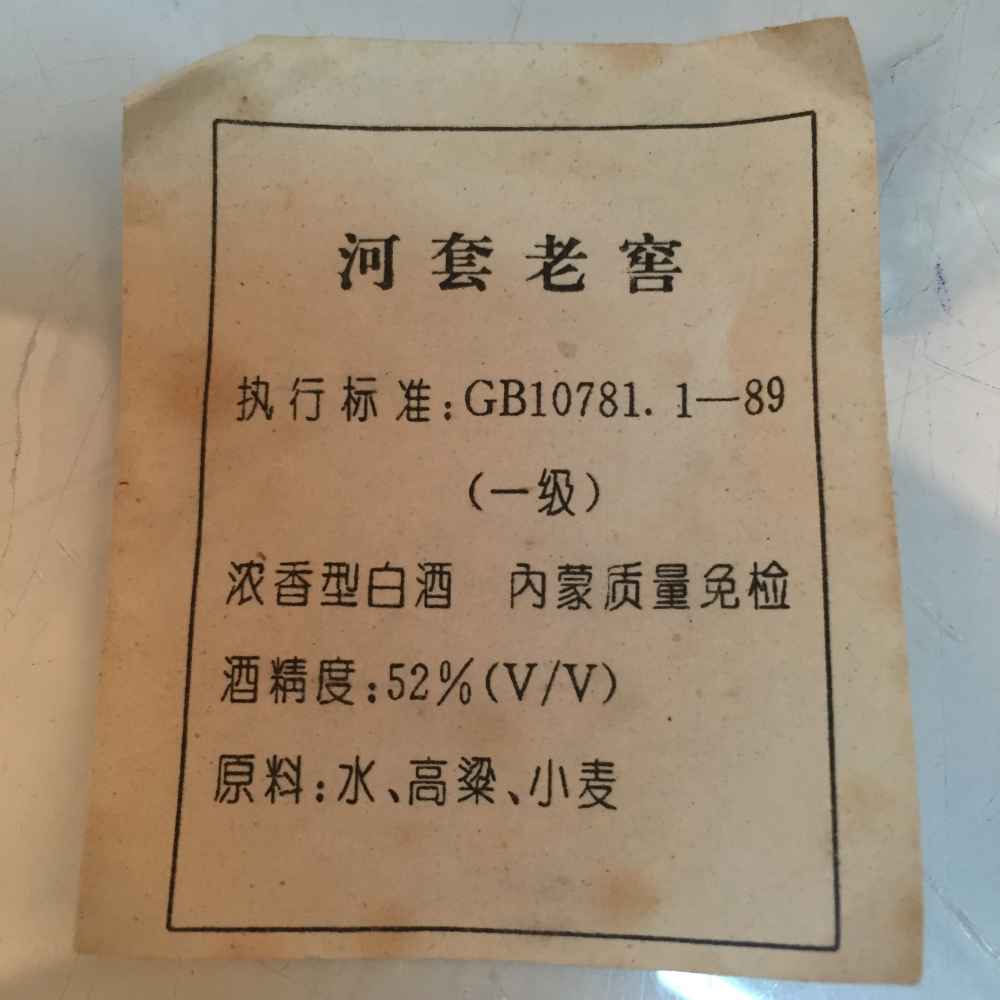 河套老窖
执行标准:GB10781.1—89
(一级)
浓香型白酒 内蒙质量免检
酒精度:52%(V/V)
原料:水、高粱、小麦